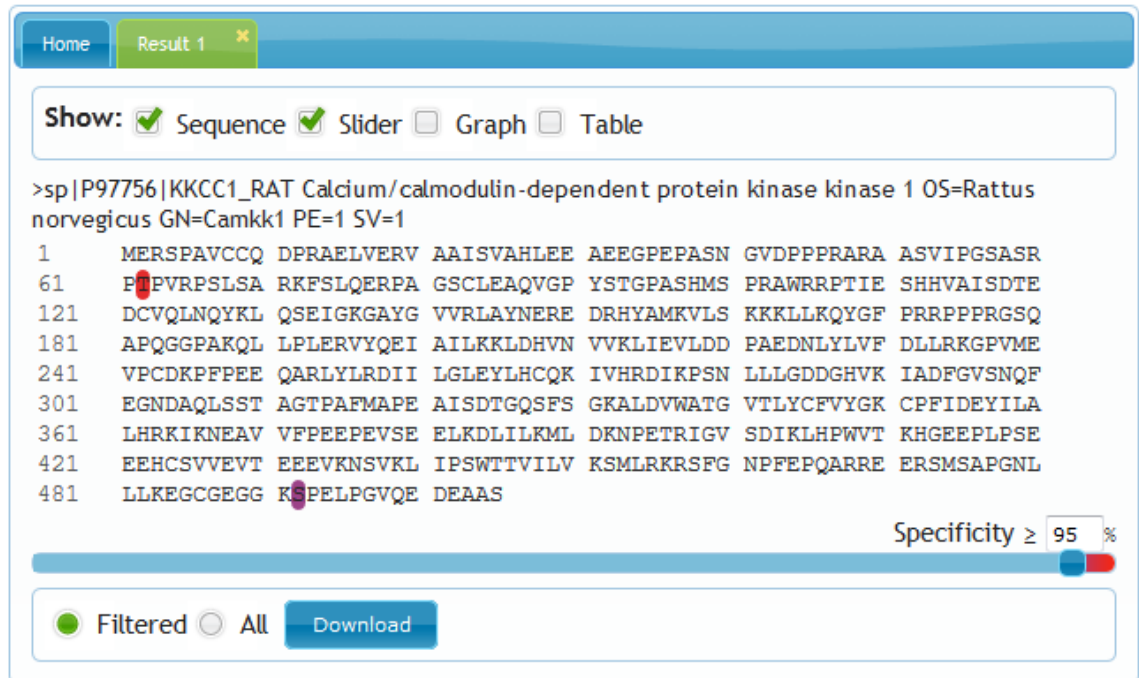 Home Result 1
Show: Sequence Slider Graph Table
>sp|P97756|KKCC1_RAT Calcium/calmodulin-dependent protein kinase kinase 1 OS=Rattus
norvegicus GN=Camkk1 PE=1 SV=1
1 MERSPAVCCQ DPRAELVERV AAISVAHLEE AEEGPEPASN GVDPPPRARA ASVIPGSASR
61 PTPVRPSLSA RKFSLQERPA GSCLEAQVGP YSTGPASHMS PRAWRRPTIE SHHVAISDTE
121 DCVQLNQYKL QSEIGKGAYG VVRLAYNERE DRHYAMKVLS KKKLLKQYGF PRRPPPRGSQ
181 APQGGPAKQL LPLERVYQEI AILKKLDHVN VVKLIEVLDD PAEDNLYLVF DLLRKGPVME
241 VPCDKPFPEE QARLYLRDII LGLEYLHCQK IVHRDIKPSN LLLGDDGHVK IADFGVSNQF
301 EGNDAQLSST AGTPAFMAPE AISDTGQSFS GKALDVWATG VTLYCFVYGK CPFIDEYILA
361 LHRKIKNEAV VFPEEPEVSE ELKDLILKML DKNPETRIGV SDIKLHPWVT KHGEEPLPSE
421 EEHCSVVEVT EEEVKNSVKL IPSWTTVILV KSMLRKRSFG NPFEPQARRE ERSMSAPGNL
481 LLKEGCGEGG KSPELPGVQE DEAAS
Specificity ≥ 95 %
Filtered All Download